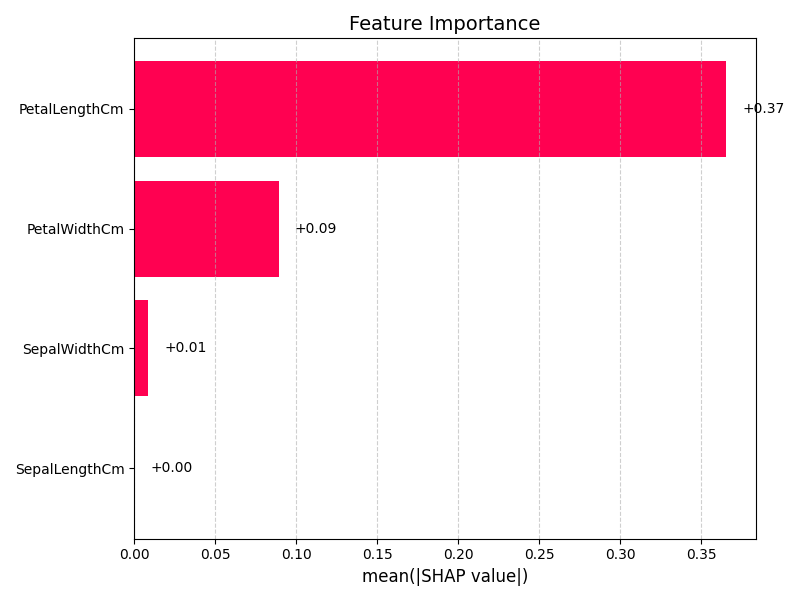 Feature Importance
PetalLengthCm
+0.37
PetalWidthCm
+0.09
SepalWidthCm
+0.01
SepalLengthCm
+0.00
0.00 0.05 0.10 0.15 0.20 0.25 0.30 0.35
mean(|SHAP value|)